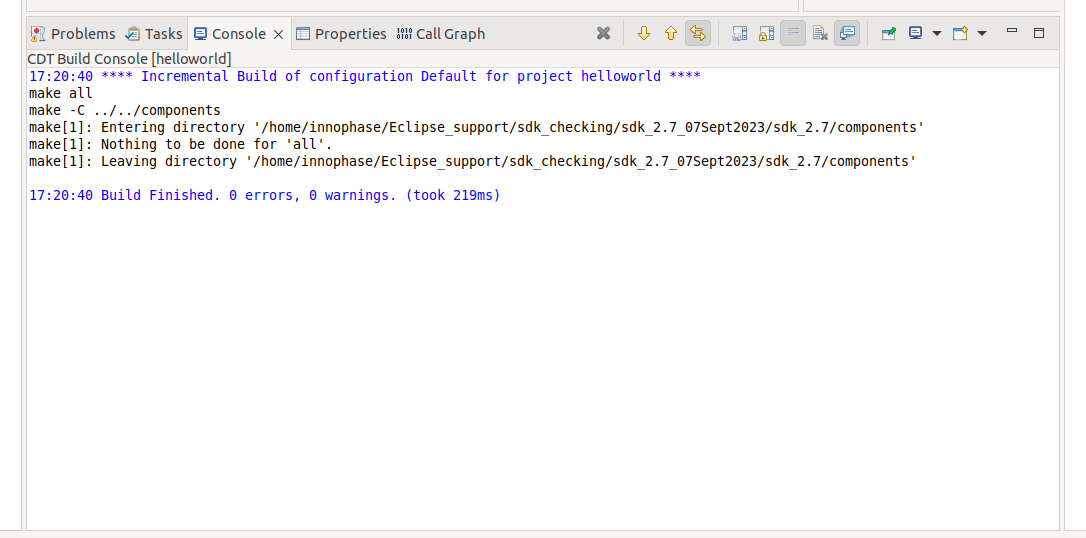 Problems Tasks Console Properties Call Graph
CDT Build Console [helloworld]
17:20:40 **** Incremental Build of configuration Default for project helloworld ****
make all
make -C ../../components
make[1]: Entering directory '/home/innophase/Eclipse_support/sdk_checking/sdk_2.7_07Sept2023/sdk_2.7/components'
make[1]: Nothing to be done for 'all'.
make[1]: Leaving directory '/home/innophase/Eclipse_support/sdk_checking/sdk_2.7_07Sept2023/sdk_2.7/components'
17:20:40 Build Finished. 0 errors, 0 warnings. (took 219ms)